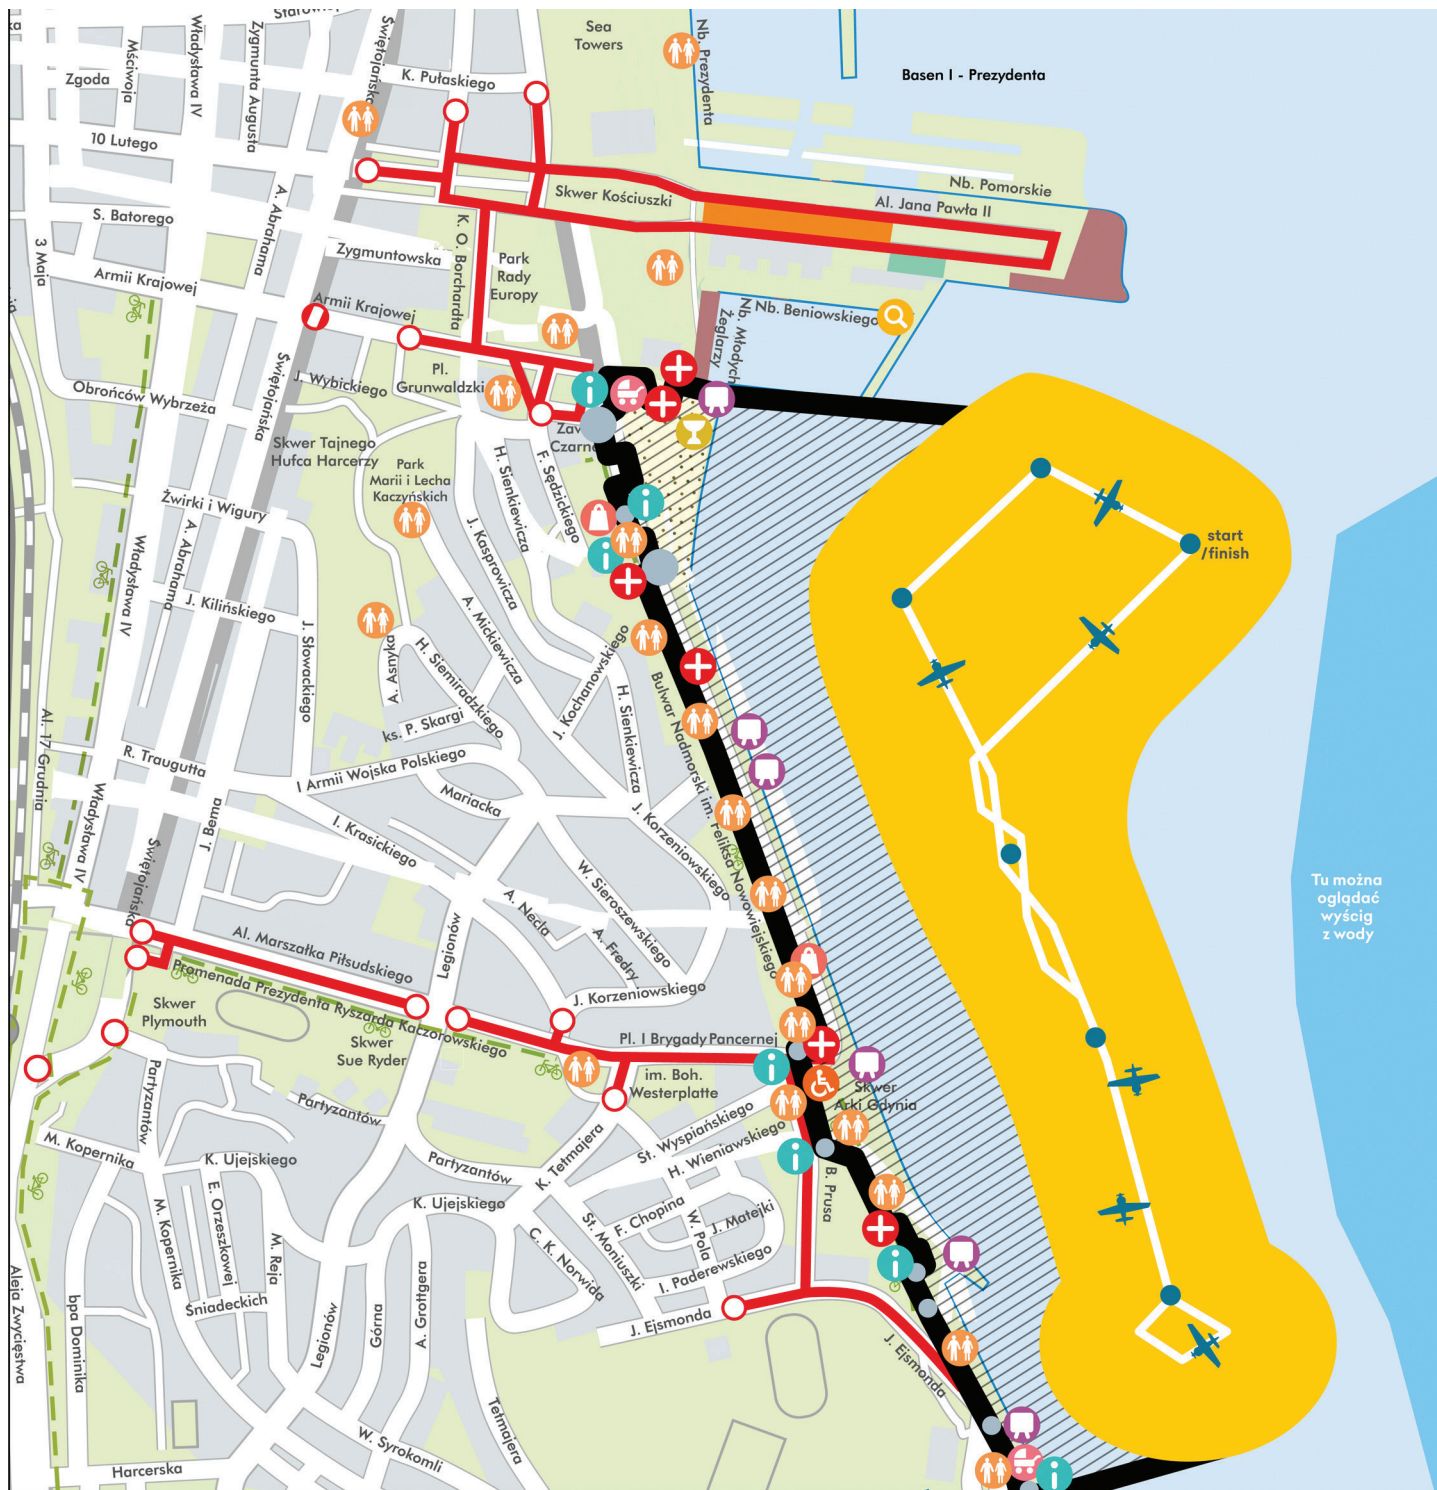 Starowiejska
Sea
Towers
Nb. Prezydenta
Basen I - Prezydenta
Zgoda
Mściwoja
Władysława IV
Zygmunta Augusta
Świętojańska
K. Pułaskiego
10 Lutego
A. Abrahama
Skwer Kościuszki
Nb. Pomorskie
Al. Jana Pawła II
S. Batorego
3 Maja
Zygmuntowska
K. O. Borchardta
Park
Rady
Europy
Armii Krajowej
Armii Krajowej
Nb. Młodych
Żeglarzy
Nb. Beniowskiego
Świętojańska
J. Wybickiego
Pl.
Grunwaldzki
Obrońców Wybrzeża
Skwer Tajnego
Hufca Harcerzy
Park
Marii i Lecha
Kaczyńskich
H. Sienkiewicza
F. Sędzickiego
Żwirki i Wigury
A. Abrahama
Władysława IV
J. Kasprowicza
start
/finish
J. Kilińskiego
J. Słowackiego
A. Asnyka
H. Siemiradzkiego
A. Mickiewicza
J. Kochanowskiego
H. Sienkiewicza
ks. P. Skargi
Bulwar Nadmorski im. Feliksa Nowowiejskiego
Al. 17 Grudnia
R. Traugutta
I Armii Wojska Polskiego
Mariacka
J. Korzeniowskiego
Władysława IV
J. Bema
Świętojańska
I. Krasickiego
W. Sieroszewskiego
A. Necla
A. Fredry
Legionów
Tu można
oglądać
wyścig
z wody
Al. Marszałka Piłsudskiego
Promenada Prezydenta Ryszarda Kaczorowskiego
J. Korzeniowskiego
Skwer
Plymouth
Skwer
Sue Ryder
Pl. I Brygady Pancernej
im. Boh.
Westerplatte
Skwer
Arki Gdynia
Partyzantów
Partyzantów
Partyzantów
M. Kopernika
K. Ujejskiego
K. Tetmajera
St. Wyspiańskiego
H. Wieniawskiego
B. Prusa
M. Kopernika
E. Orzeszkowej
M. Reja
K. Ujejskiego
F. Chopina
St. Moniuszki
W. Pola
J. Matejki
C. K. Norwida
I. Paderewskiego
Aleja Zwycięstwa
bpa Dominika
Śniadeckich
Legionów
Górna
A. Grottgera
J. Ejsmonda
J. Ejsmonda
Tetmajera
W. Syrokomli
Harcerska